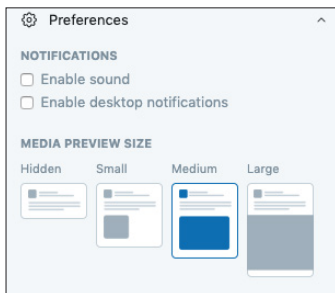 Preferences
NOTIFICATIONS
Enable sound
Enable desktop notifications
MEDIA PREVIEW SIZE
Hidden Small Medium Large